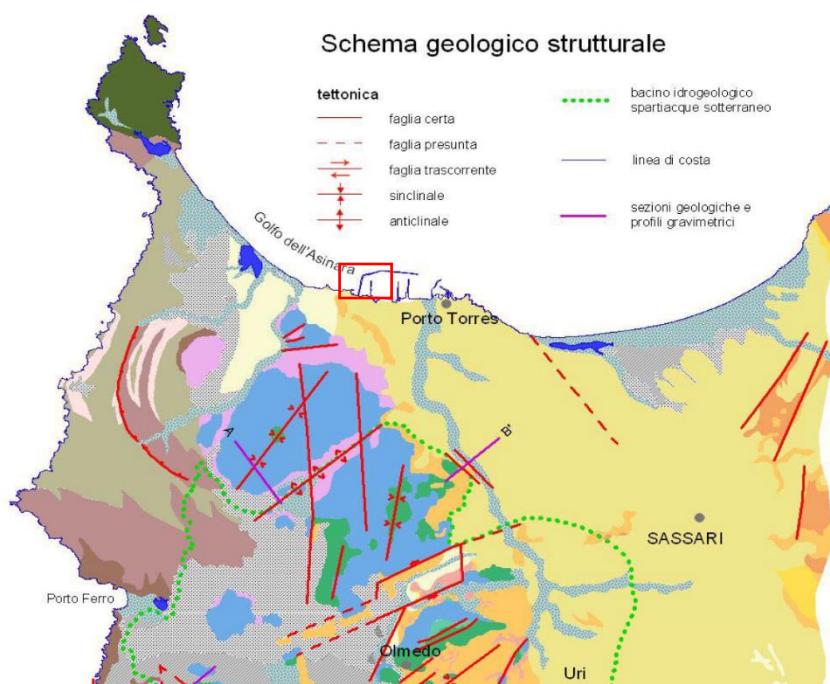 Schema geologico strutturale
tettonica
faglia certa
faglia presunta
faglia trascorrente
sinclinale
anticlinale
bacino idrogeologico
spartiacque sotterraneo
linea di costa
sezioni geologiche e
profili gravimetrici
Golfo dell'Asinara
Porto Torres
A
B'
SASSARI
Porto Ferro
Olmedo
Uri